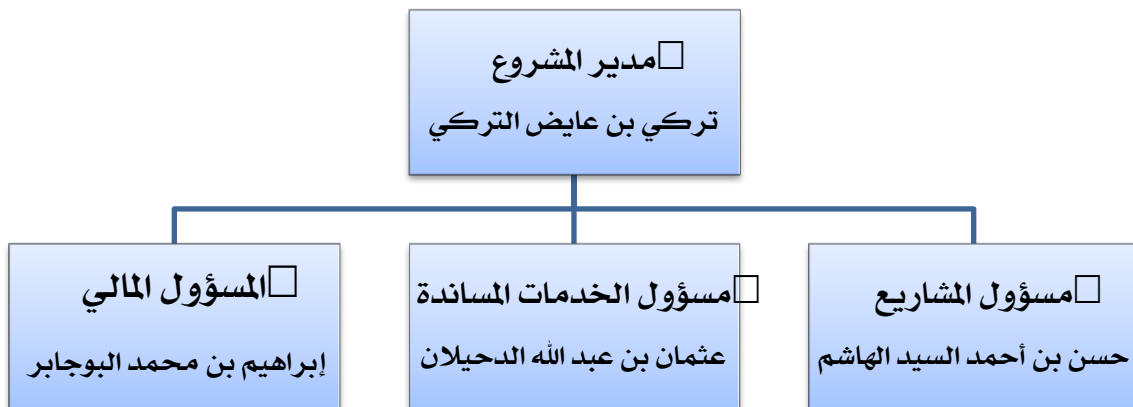 □مدير المشروع
تركي بن عايض التركي
□مسؤول المشاريع
حسن بن أحمد السيد الهاشم
□مسؤول الخدمات المساندة
عثمان بن عبد الله الدحيلان
□المسؤول المالي
إبراهيم بن محمد البوجابر